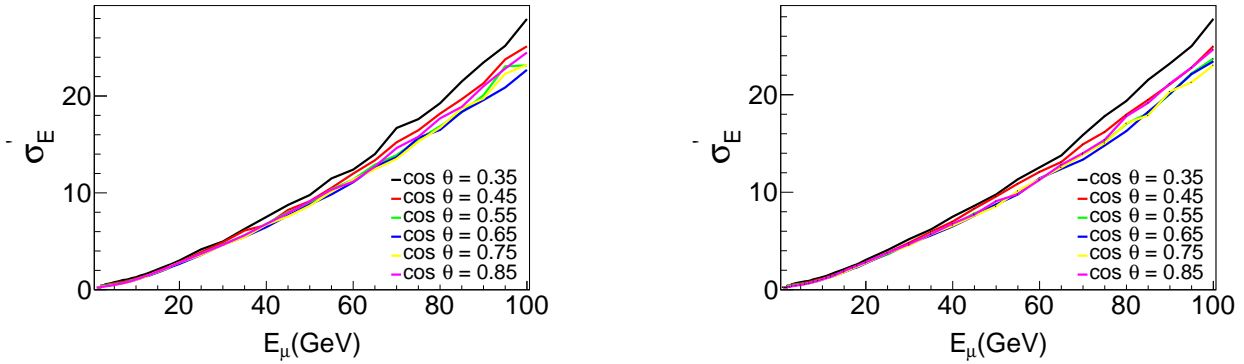 20
10
0
σ'_E
cos θ = 0.35
cos θ = 0.45
cos θ = 0.55
cos θ = 0.65
cos θ = 0.75
cos θ = 0.85
20 40 60 80 100
E_μ(GeV)
20
10
0
σ'_E
cos θ = 0.35
cos θ = 0.45
cos θ = 0.55
cos θ = 0.65
cos θ = 0.75
cos θ = 0.85
20 40 60 80 100
E_μ(GeV)